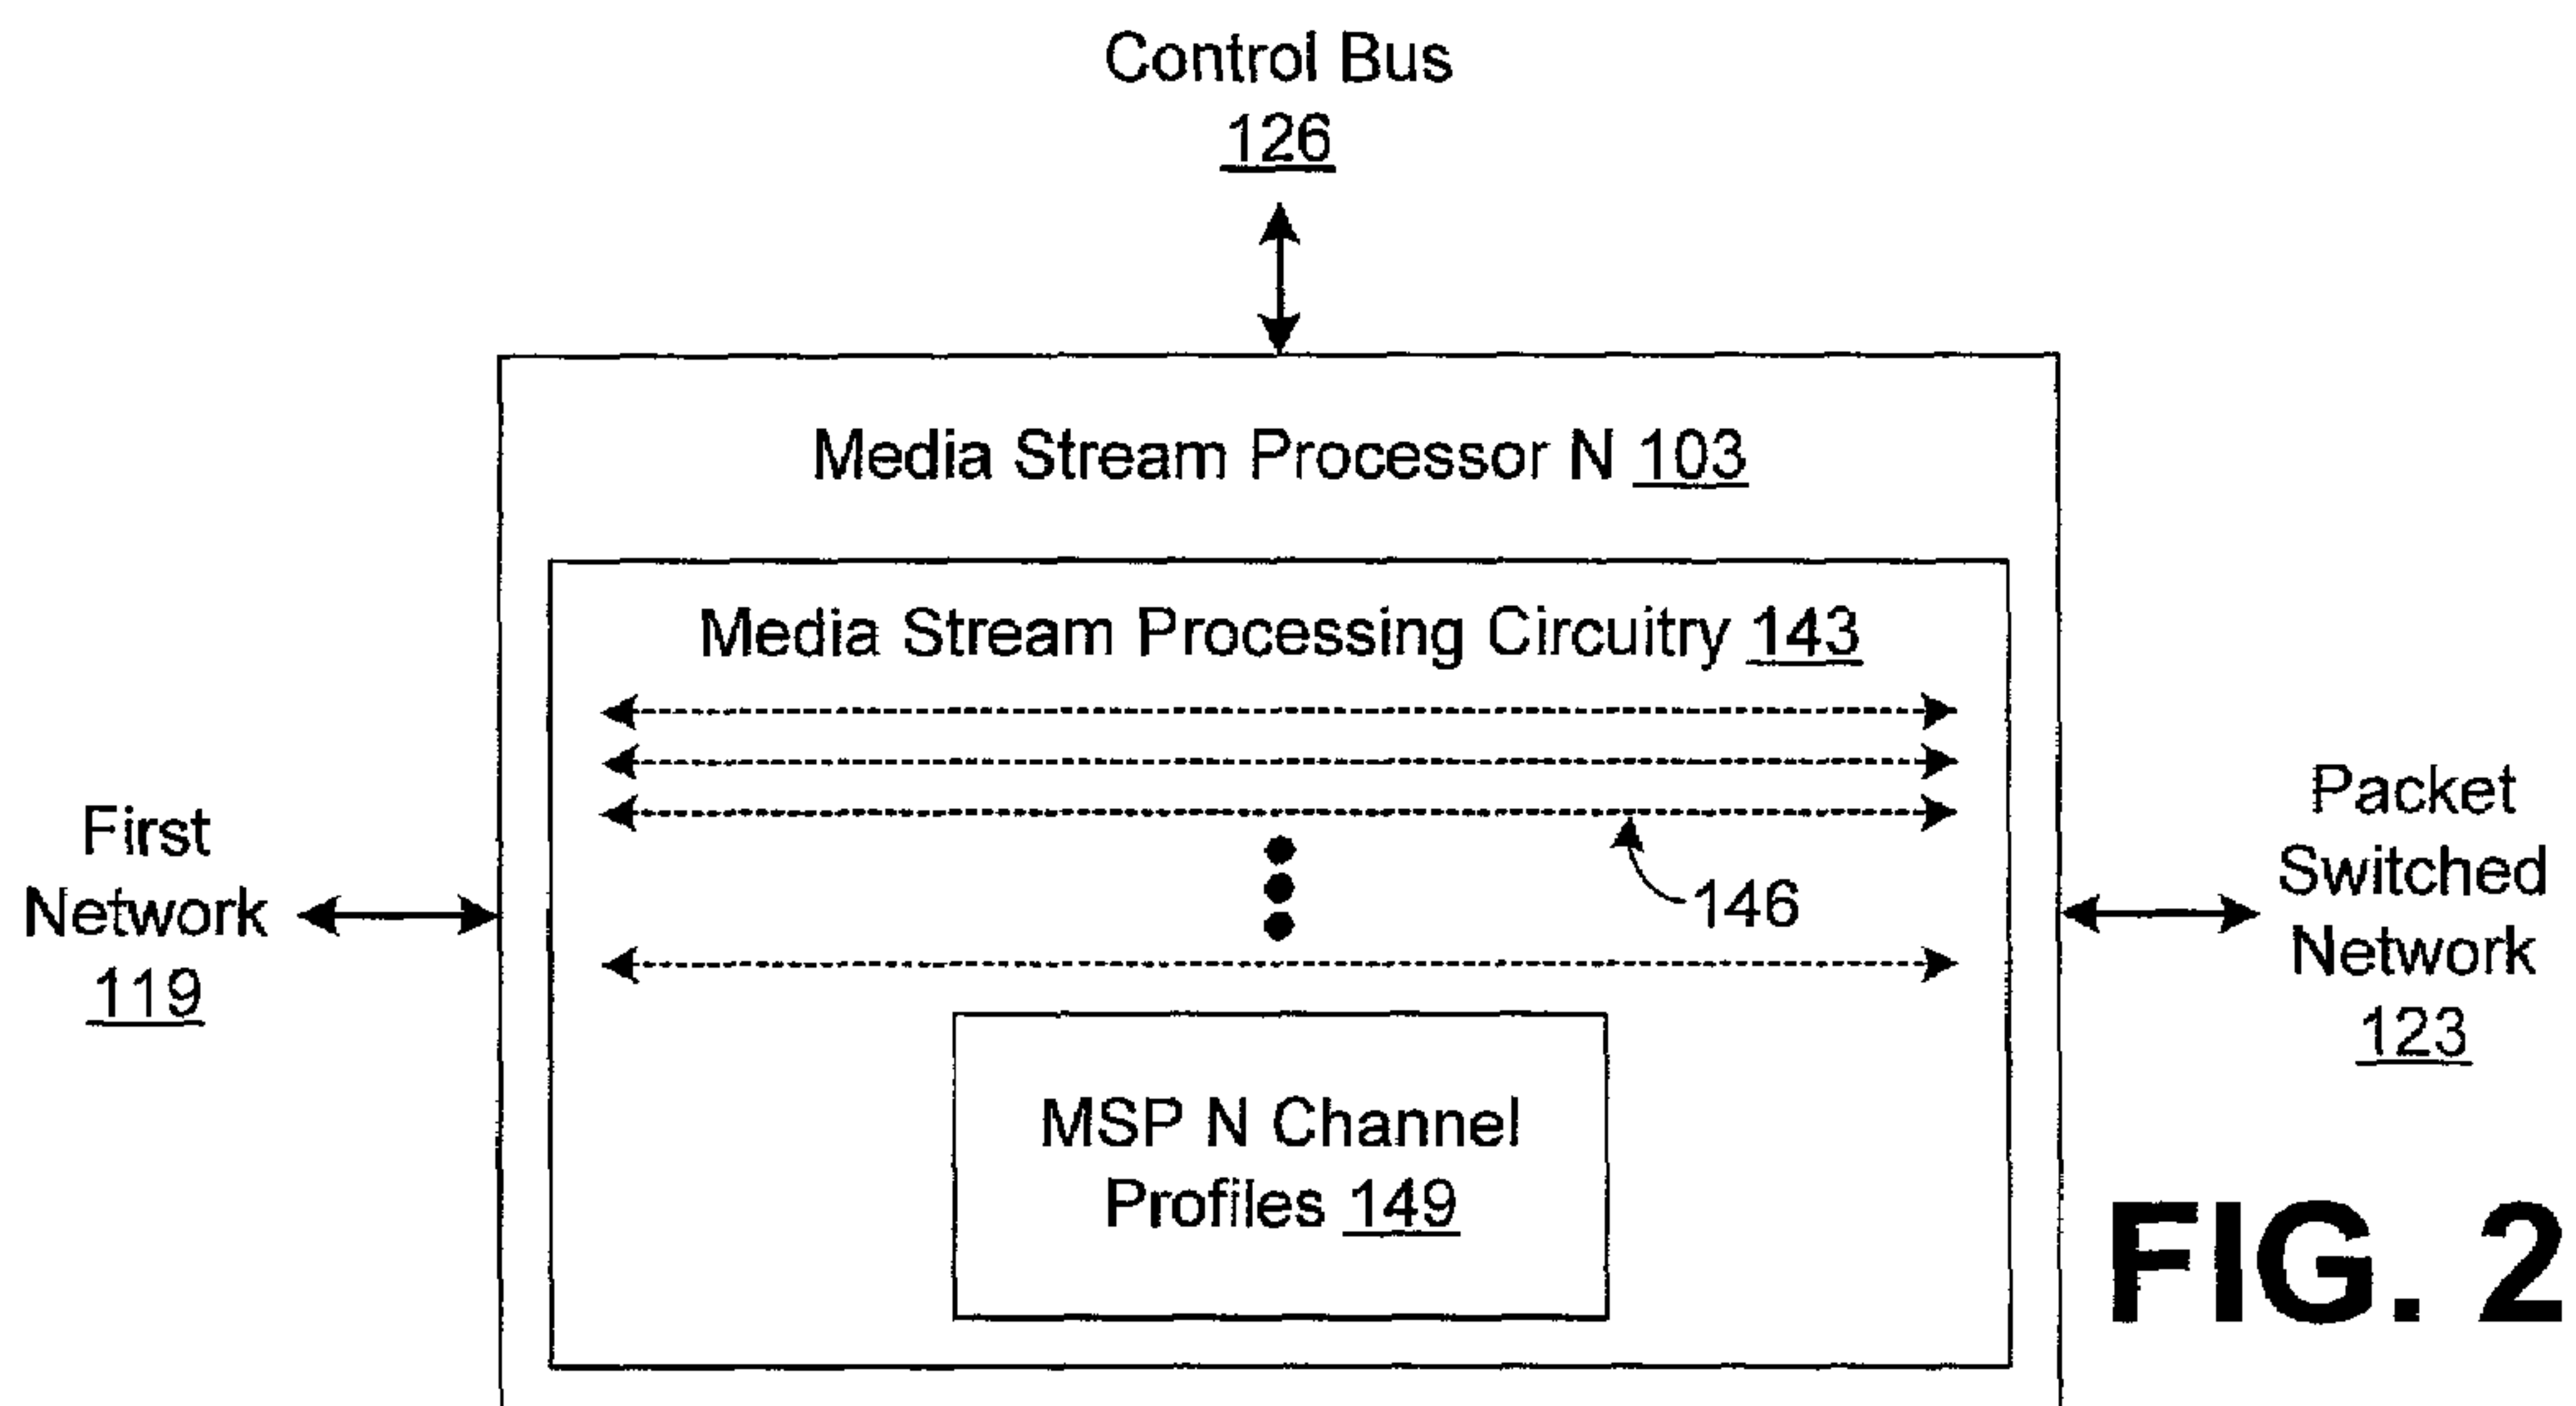 Control Bus
126
Media Stream Processor N 103
Media Stream Processing Circuitry 143
First
Network
119
146
Packet
Switched
Network
123
MSP N Channel
Profiles 149
FIG. 2